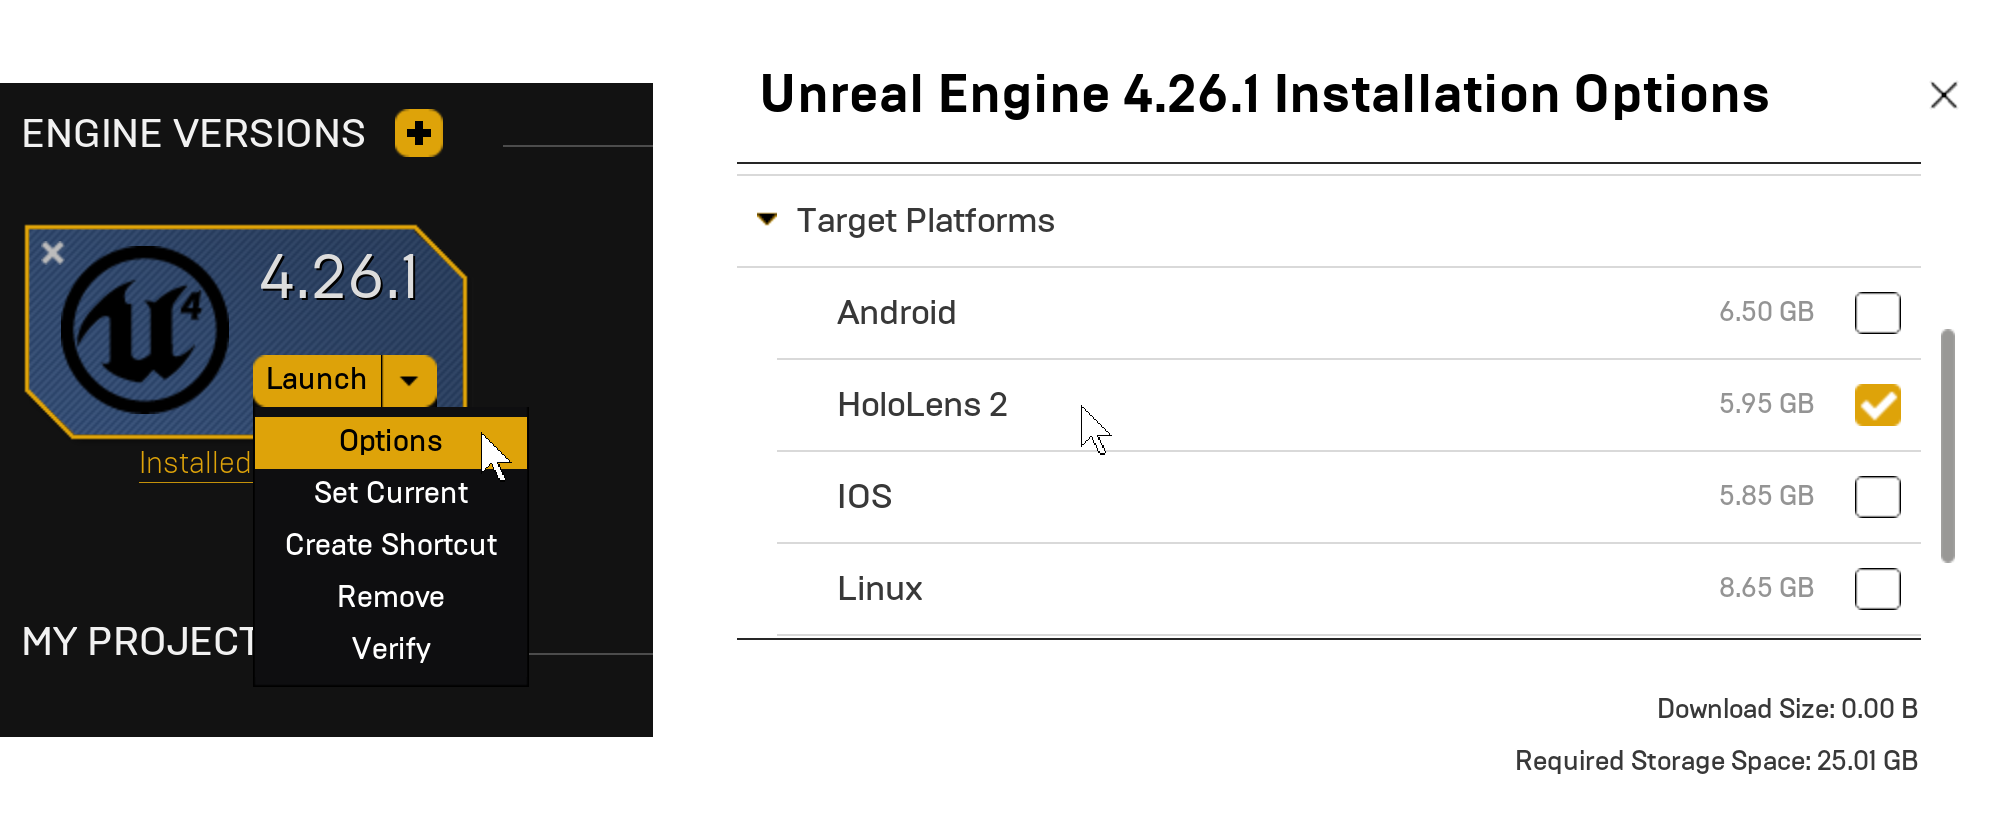 ENGINE VERSIONS
4.26.1
Launch
Options
Installed
Set Current
Create Shortcut
Remove
MY PROJECT
Verify
Unreal Engine 4.26.1 Installation Options
Target Platforms
Android 6.50 GB
HoloLens 2 5.95 GB
IOS 5.85 GB
Linux 8.65 GB
Download Size: 0.00 B
Required Storage Space: 25.01 GB